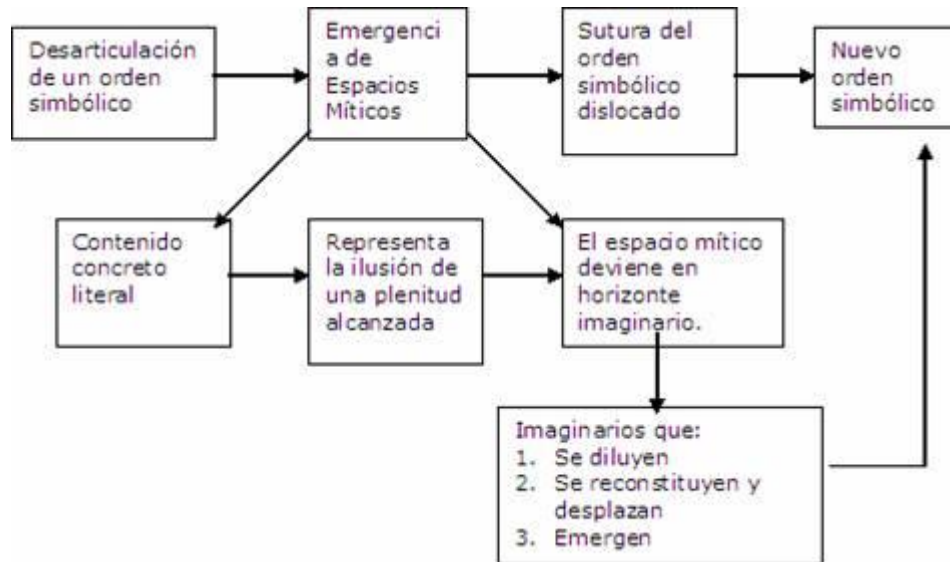 Desarticulación
de un orden
simbólico
Emergenci
a de
Espacios
Míticos
Sutura del
orden
simbólico
dislocado
Nuevo
orden
simbólico
Contenido
concreto
literal
Representa
la ilusión de
una plenitud
alcanzada
El espacio mítico
deviene en
horizonte
imaginario.
Imaginarios que:
1. Se diluyen
2. Se reconstituyen y
desplazan
3. Emergen